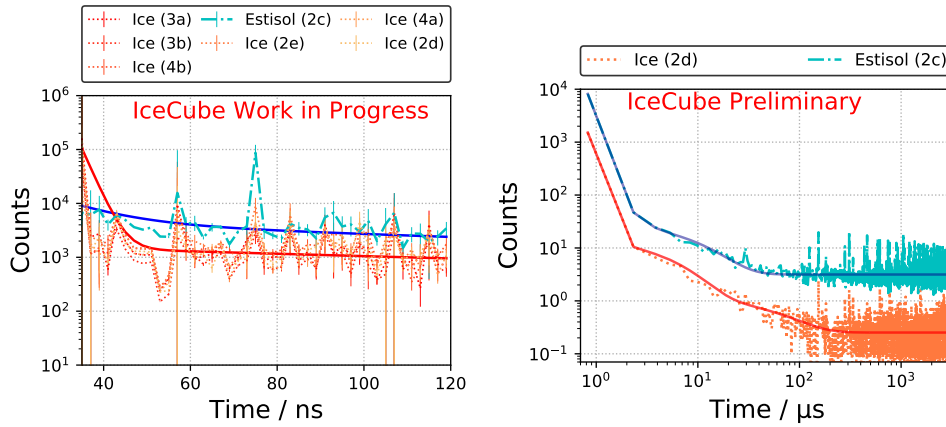 Ice (3a) Estisol (2c) Ice (4a)
Ice (3b) Ice (2e) Ice (2d)
Ice (4b)
IceCube Work in Progress
Counts
10^6
10^5
10^4
10^3
10^2
10^1
40 60 80 100 120
Time / ns
Ice (2d) Estisol (2c)
IceCube Preliminary
Counts
10^4
10^3
10^2
10^1
10^0
10^−1
10^0 10^1 10^2 10^3
Time / μs